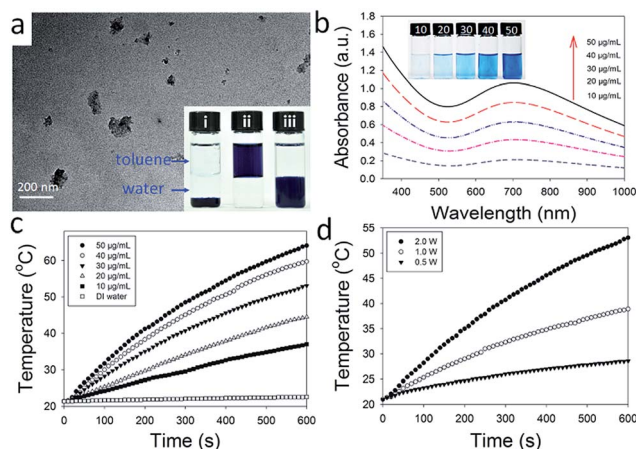 a
i ii iii
toluene
water
200 nm
b
10 20 30 40 50
50 µg/mL
40 µg/mL
30 µg/mL
20 µg/mL
10 µg/mL
Absorbance (a.u.)
1.8
1.6
1.4
1.2
1.0
0.8
0.6
0.4
0.2
0.0
400 500 600 700 800 900 1000
Wavelength (nm)
c
50 µg/mL
40 µg/mL
30 µg/mL
20 µg/mL
10 µg/mL
DI water
Temperature (°C)
60
50
40
30
20
0 100 200 300 400 500 600
Time (s)
d
2.0 W
1.0 W
0.5 W
Temperature (°C)
55
50
45
40
35
30
25
20
0 100 200 300 400 500 600
Time (s)